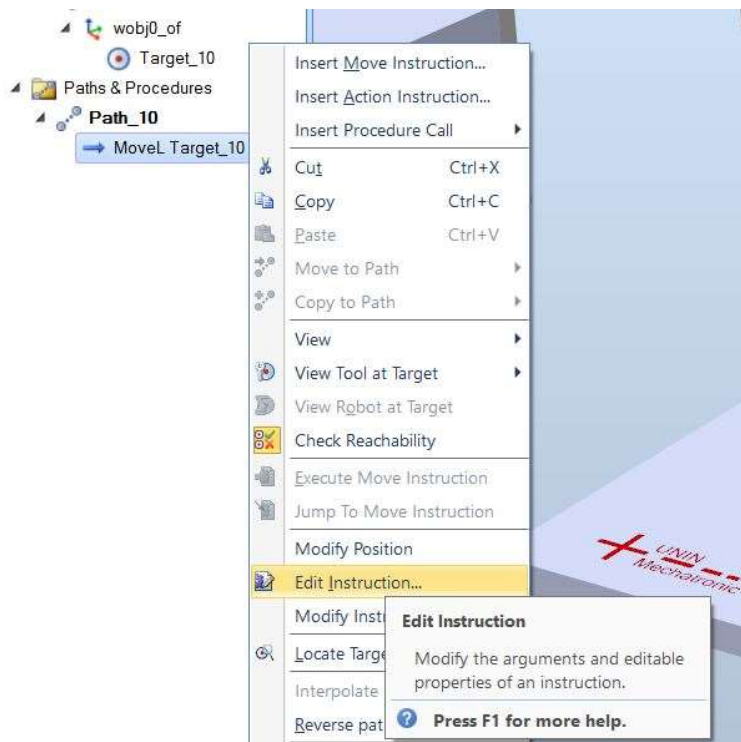 wobj0_of
Target_10
Paths & Procedures
Path_10
MoveL Target_10
Insert Move Instruction...
Insert Action Instruction...
Insert Procedure Call
Cut Ctrl+X
Copy Ctrl+C
Paste Ctrl+V
Move to Path
Copy to Path
View
View Tool at Target
View Robot at Target
Check Reachability
Execute Move Instruction
Jump To Move Instruction
Modify Position
Edit Instruction...
Modify Inst
Locate Targe
Interpolate
Reverse pat
Edit Instruction
Modify the arguments and editable
properties of an instruction.
Press F1 for more help.
UNIN
Mechatronic